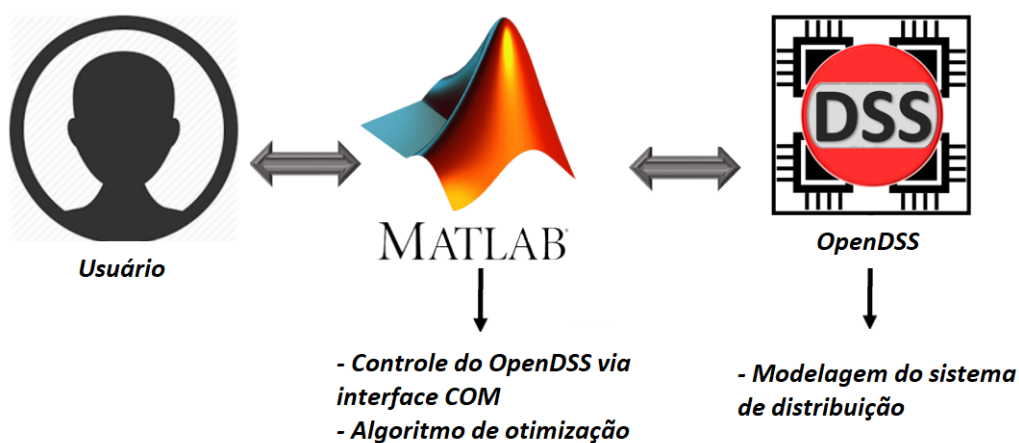 DSS
MATLAB®
OpenDSS
Usuário
- Controle do OpenDSS via
interface COM
- Algoritmo de otimização
- Modelagem do sistema
de distribuição